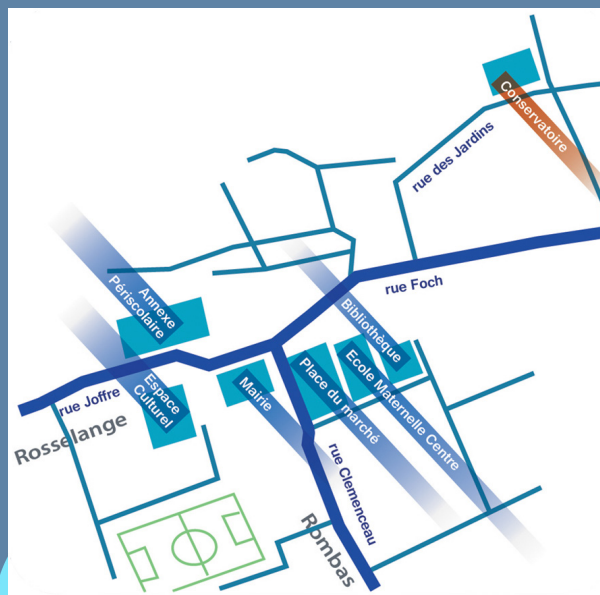 Conservatoire
rue des Jardins
Annexe
Périscolaire
rue Foch
Bibliothèque
Espace
Culturel
Mairie
Place du marché
Ecole Maternelle Centre
rue Joffre
Rosselange
rue Clemenceau
Rombas